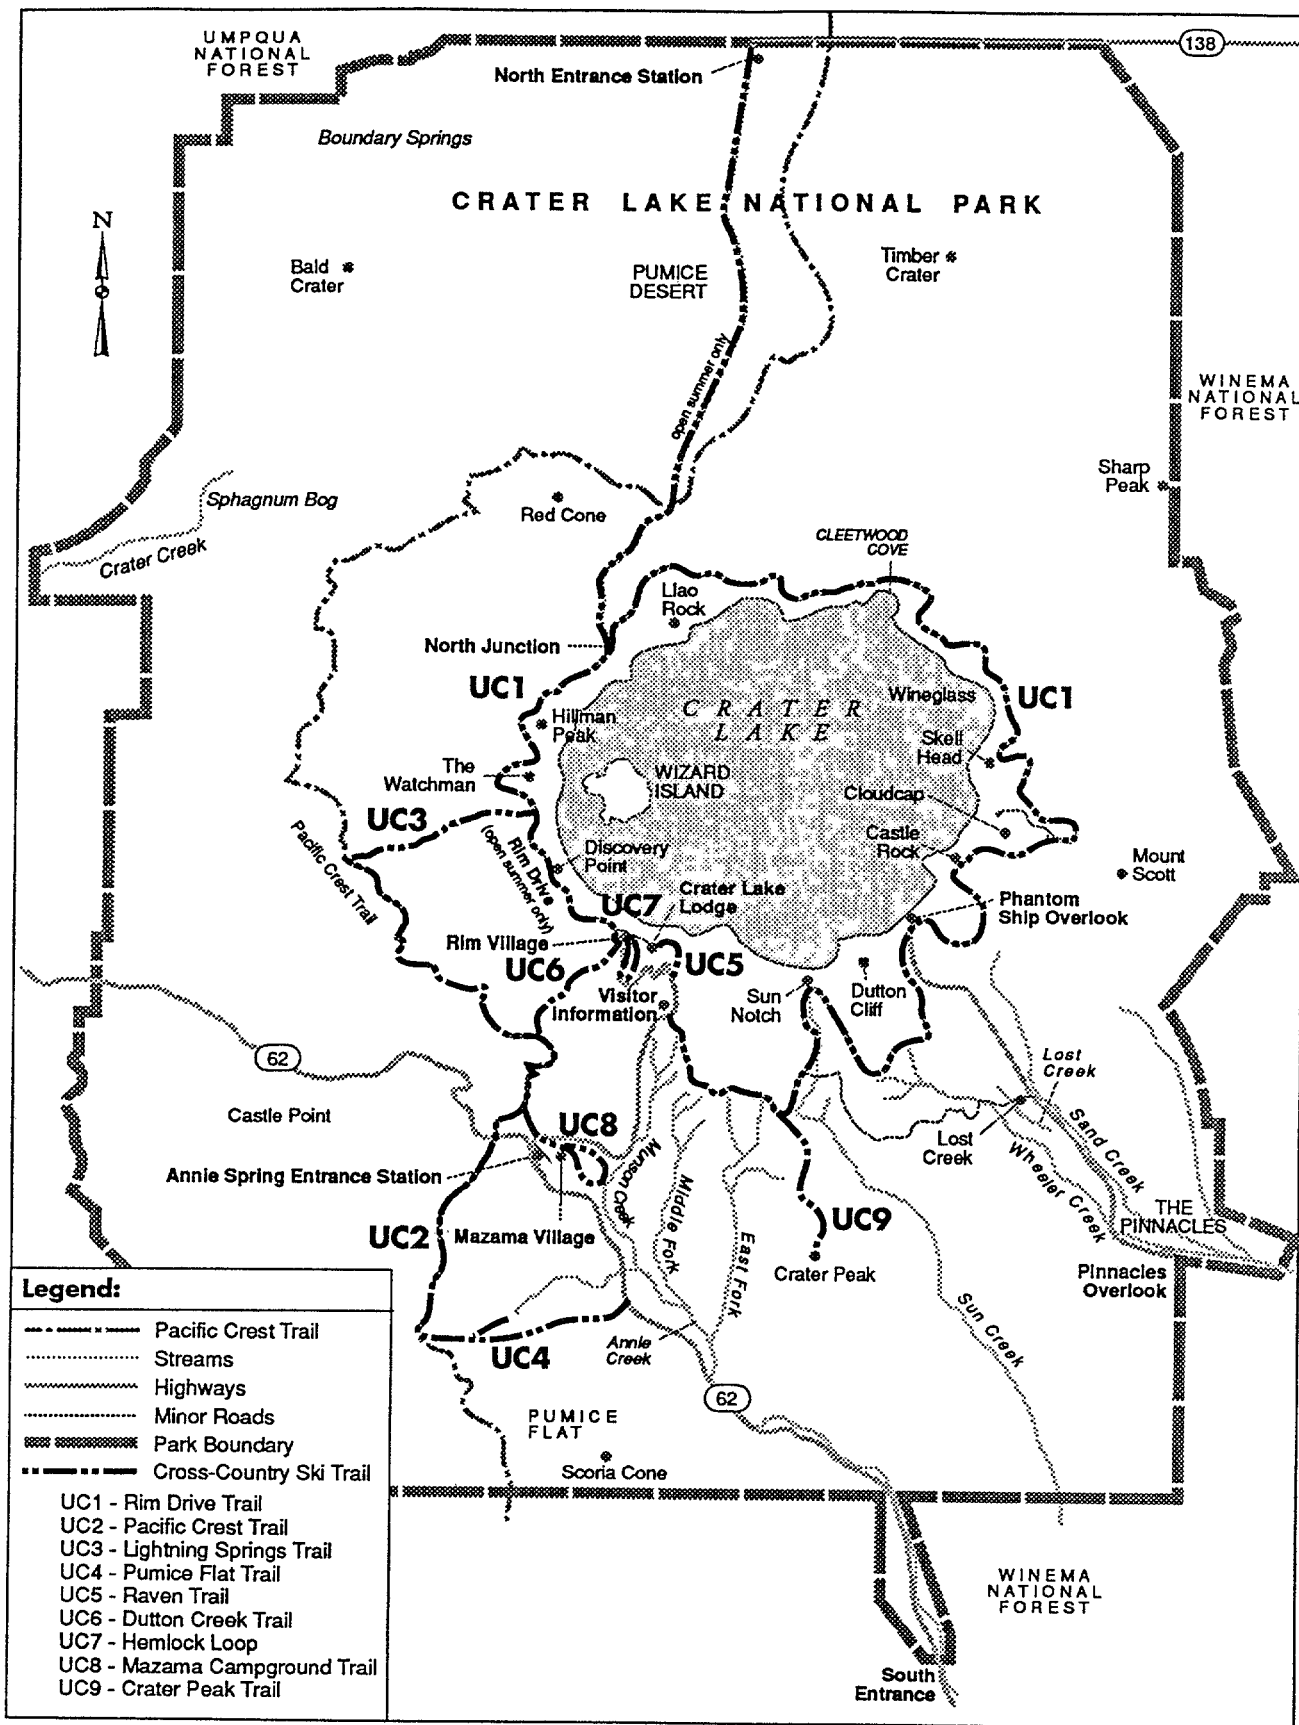 UMPQUA
NATIONAL
FOREST
138
North Entrance Station
Boundary Springs
CRATER LAKE NATIONAL PARK
N
Bald
Crater
PUMICE
DESERT
Timber
Crater
open summer only
WINEMA
NATIONAL
FOREST
Sharp
Peak
Sphagnum Bog
Red Cone
Crater Creek
CLEETWOOD
COVE
Llao
Rock
North Junction
UC1
Wineglass
UC1
CRATER
LAKE
Hillman
Peak
Skell
Head
The
Watchman
WIZARD
ISLAND
Cloudcap
UC3
Castle
Rock
Pacific Crest Trail
Rim Drive
(open summer only)
Discovery
Point
Mount
Scott
Crater Lake
Lodge
UC7
Phantom
Ship Overlook
Rim Village
UC6
UC5
Visitor
Information
Sun
Notch
Dutton
Cliff
62
Lost
Creek
Castle Point
UC8
Sand Creek
Lost
Creek
Wheeler Creek
Annie Spring Entrance Station
Munson Creek
Middle Fork
THE
PINNACLES
UC2
Mazama Village
East Fork
UC9
Crater Peak
Pinnacles
Overlook
Sun Creek
UC4
Annie
Creek
62
PUMICE
FLAT
Scoria Cone
WINEMA
NATIONAL
FOREST
South
Entrance
Legend:
Pacific Crest Trail
Streams
Highways
Minor Roads
Park Boundary
Cross-Country Ski Trail
UC1 - Rim Drive Trail
UC2 - Pacific Crest Trail
UC3 - Lightning Springs Trail
UC4 - Pumice Flat Trail
UC5 - Raven Trail
UC6 - Dutton Creek Trail
UC7 - Hemlock Loop
UC8 - Mazama Campground Trail
UC9 - Crater Peak Trail